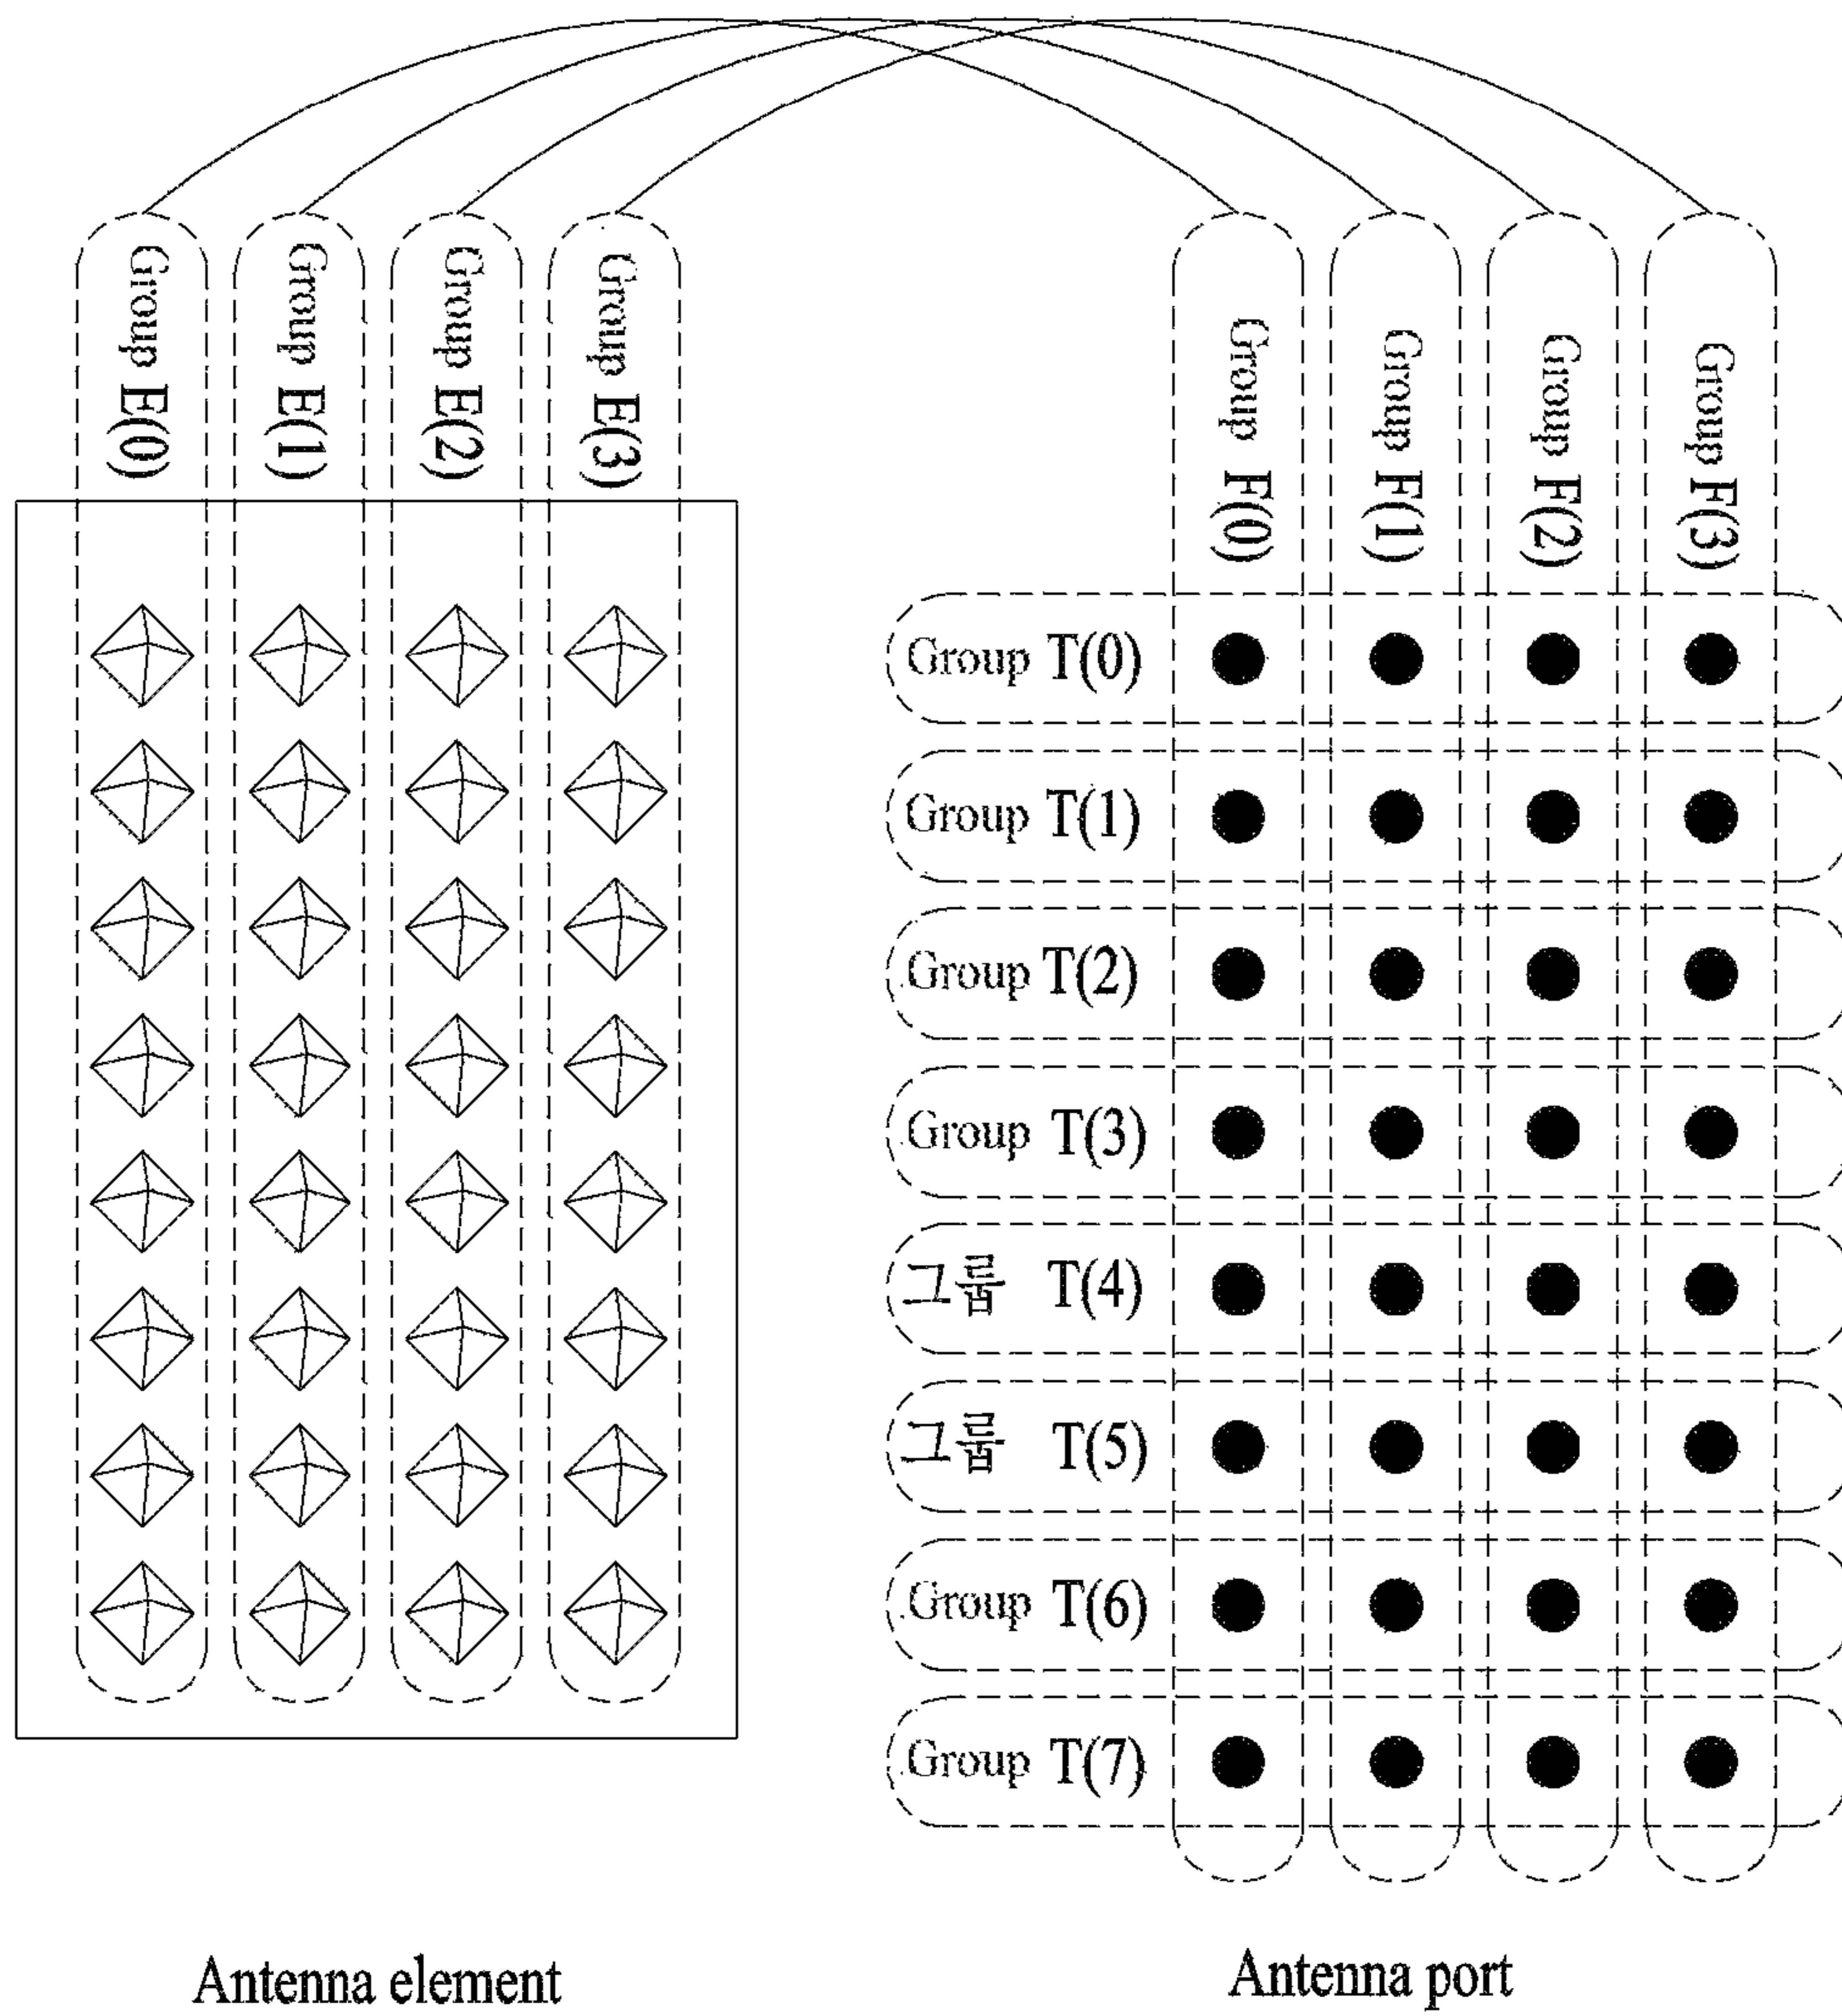 Group E(0)
Group E(1)
Group E(2)
Group E(3)
Group F(0)
Group F(1)
Group F(2)
Group F(3)
Group T(0)
Group T(1)
Group T(2)
Group T(3)
그룹 T(4)
그룹 T(5)
Group T(6)
Group T(7)
Antenna element
Antenna port